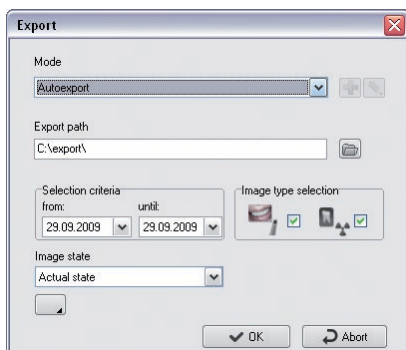 Export
Mode
Autoexport
Export path
C:\export\
Selection criteria
Image type selection
from:
until:
29.09.2009
29.09.2009
Image state
Actual state
OK
Abort